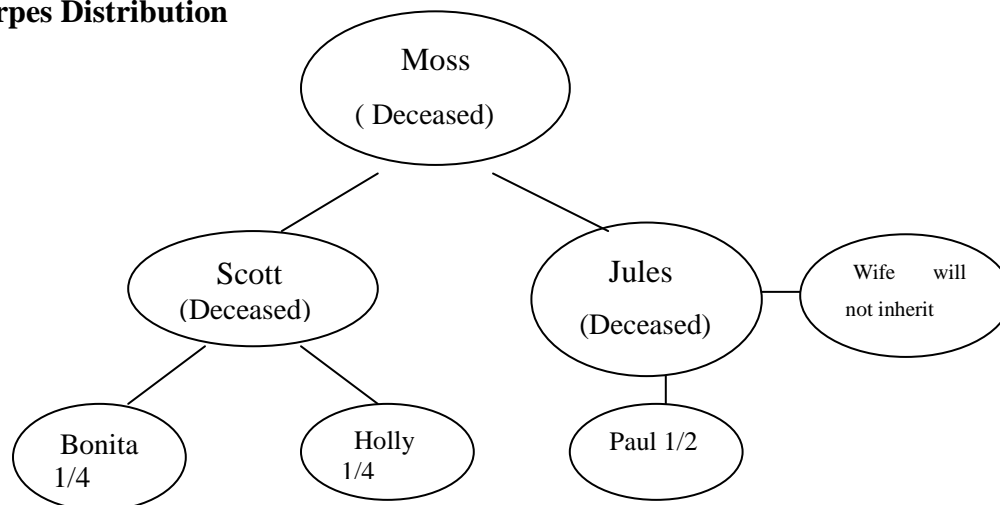 rpes Distribution
Moss
( Deceased)
Scott
(Deceased)
Jules
(Deceased)
Wife will
not inherit
Bonita
1/4
Holly
1/4
Paul 1/2